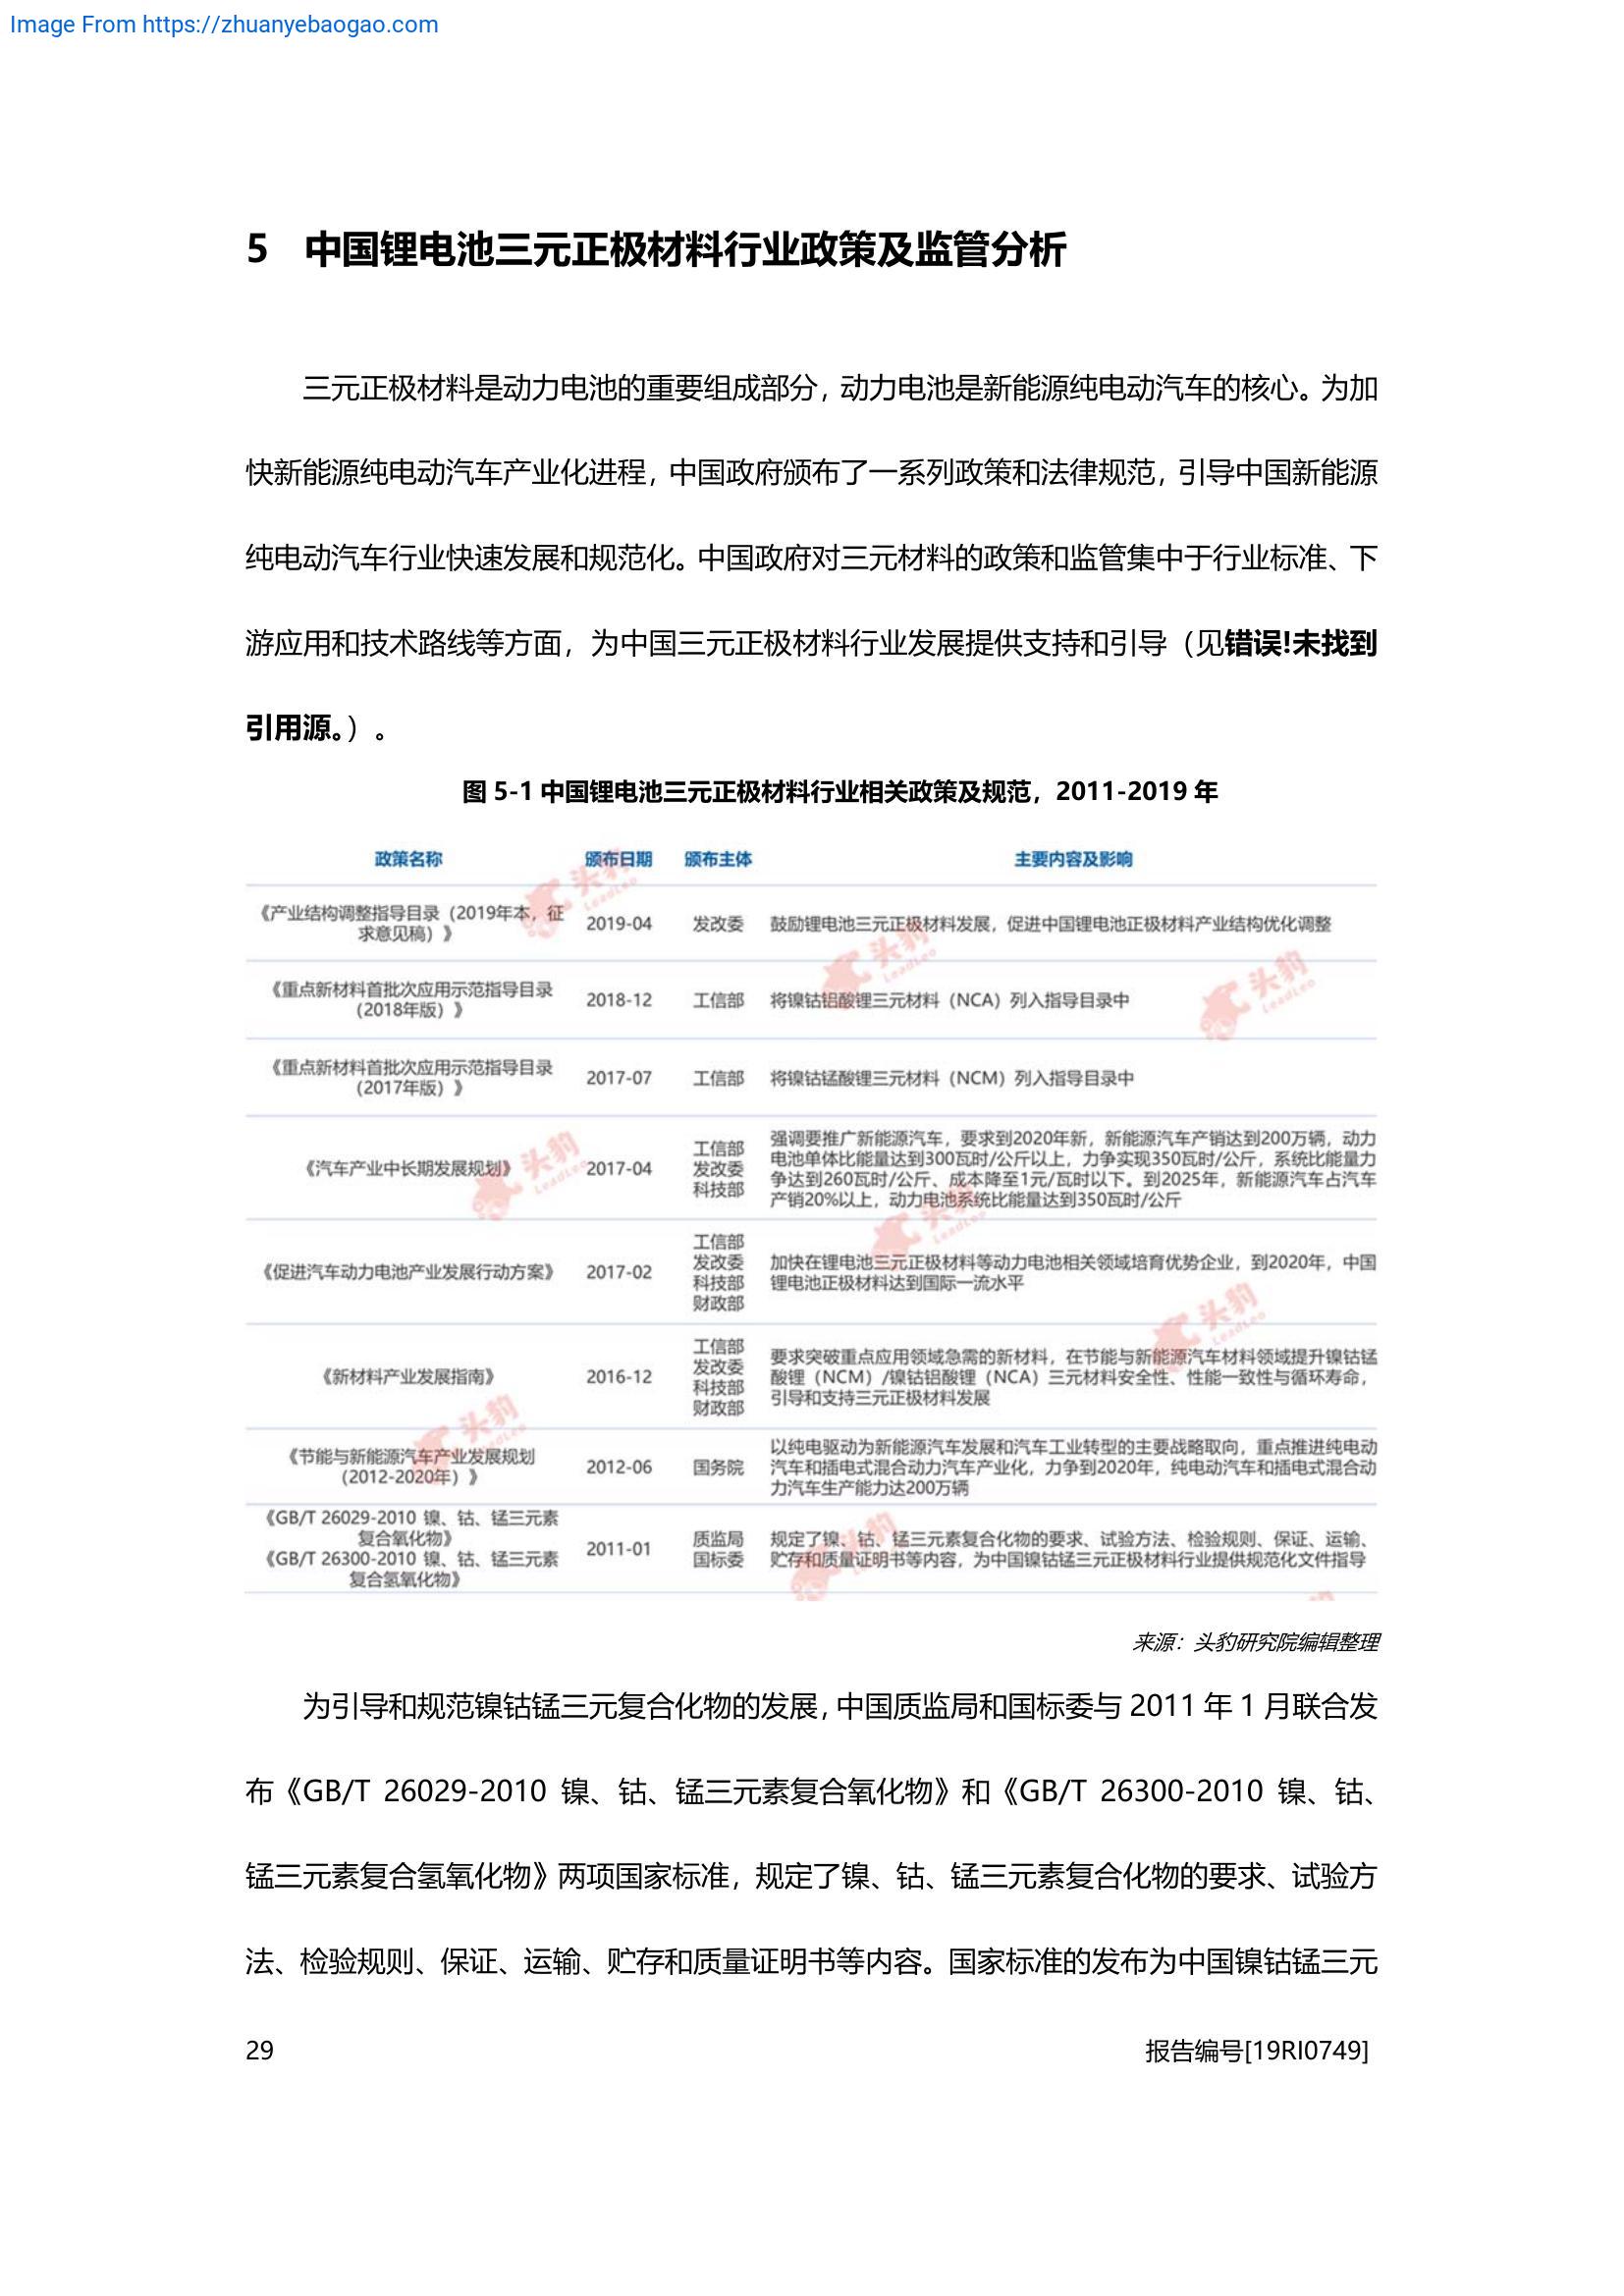 Image From https://zhuanyebaogao.com
5 中国锂电池三元正极材料行业政策及监管分析
三元正极材料是动力电池的重要组成部分，动力电池是新能源纯电动汽车的核心。为加
快新能源纯电动汽车产业化进程，中国政府颁布了一系列政策和法律规范，引导中国新能源
纯电动汽车行业快速发展和规范化。中国政府对三元材料的政策和监管集中于行业标准、下
游应用和技术路线等方面，为中国三元正极材料行业发展提供支持和引导（见错误!未找到
引用源。）。
图 5-1 中国锂电池三元正极材料行业相关政策及规范，2011-2019 年
政策名称 颁布日期 颁布主体 主要内容及影响
《产业结构调整指导目录（2019年本，征
求意见稿）》
2019-04 发改委 鼓励锂电池三元正极材料发展，促进中国锂电池正极材料产业结构优化调整
《重点新材料首批次应用示范指导目录
（2018年版）》
2018-12 工信部 将镍钴铝酸锂三元材料（NCA）列入指导目录中
《重点新材料首批次应用示范指导目录
（2017年版）》
2017-07 工信部 将镍钴锰酸锂三元材料（NCM）列入指导目录中
《汽车产业中长期发展规划》 2017-04
工信部
发改委
科技部
强调要推广新能源汽车，要求到2020年新，新能源汽车产销达到200万辆，动力
电池单体比能量达到300瓦时/公斤以上，力争实现350瓦时/公斤，系统比能量力
争达到260瓦时/公斤、成本降至1元/瓦时以下。到2025年，新能源汽车占汽车
产销20%以上，动力电池系统比能量达到350瓦时/公斤
《促进汽车动力电池产业发展行动方案》 2017-02
工信部
发改委
科技部
财政部
加快在锂电池三元正极材料等动力电池相关领域培育优势企业，到2020年，中国
锂电池正极材料达到国际一流水平
《新材料产业发展指南》 2016-12
工信部
发改委
科技部
财政部
要求突破重点应用领域急需的新材料，在节能与新能源汽车材料领域提升镍钴锰
酸锂（NCM）/镍钴铝酸锂（NCA）三元材料安全性、性能一致性与循环寿命，
引导和支持三元正极材料发展
《节能与新能源汽车产业发展规划
（2012-2020年）》
2012-06 国务院
以纯电驱动为新能源汽车发展和汽车工业转型的主要战略取向，重点推进纯电动
汽车和插电式混合动力汽车产业化，力争到2020年，纯电动汽车和插电式混合动
力汽车生产能力达200万辆
《GB/T 26029-2010 镍、钴、锰三元素
复合氧化物》
《GB/T 26300-2010 镍、钴、锰三元素
复合氢氧化物》
2011-01
质监局
国标委
规定了镍、钴、锰三元素复合化物的要求、试验方法、检验规则、保证、运输、
贮存和质量证明书等内容，为中国镍钴锰三元正极材料行业提供规范化文件指导
来源：头豹研究院编辑整理
为引导和规范镍钴锰三元复合化物的发展，中国质监局和国标委与 2011 年 1 月联合发
布《GB/T 26029-2010 镍、钴、锰三元素复合氧化物》和《GB/T 26300-2010 镍、钴、
锰三元素复合氢氧化物》两项国家标准，规定了镍、钴、锰三元素复合化物的要求、试验方
法、检验规则、保证、运输、贮存和质量证明书等内容。国家标准的发布为中国镍钴锰三元
29 报告编号[19RI0749]
头豹
LeadLeo
头豹
LeadLeo
头豹
LeadLeo
头豹
LeadLeo
头豹
LeadLeo
头豹
LeadLeo
头豹
LeadLeo
头豹
LeadLeo